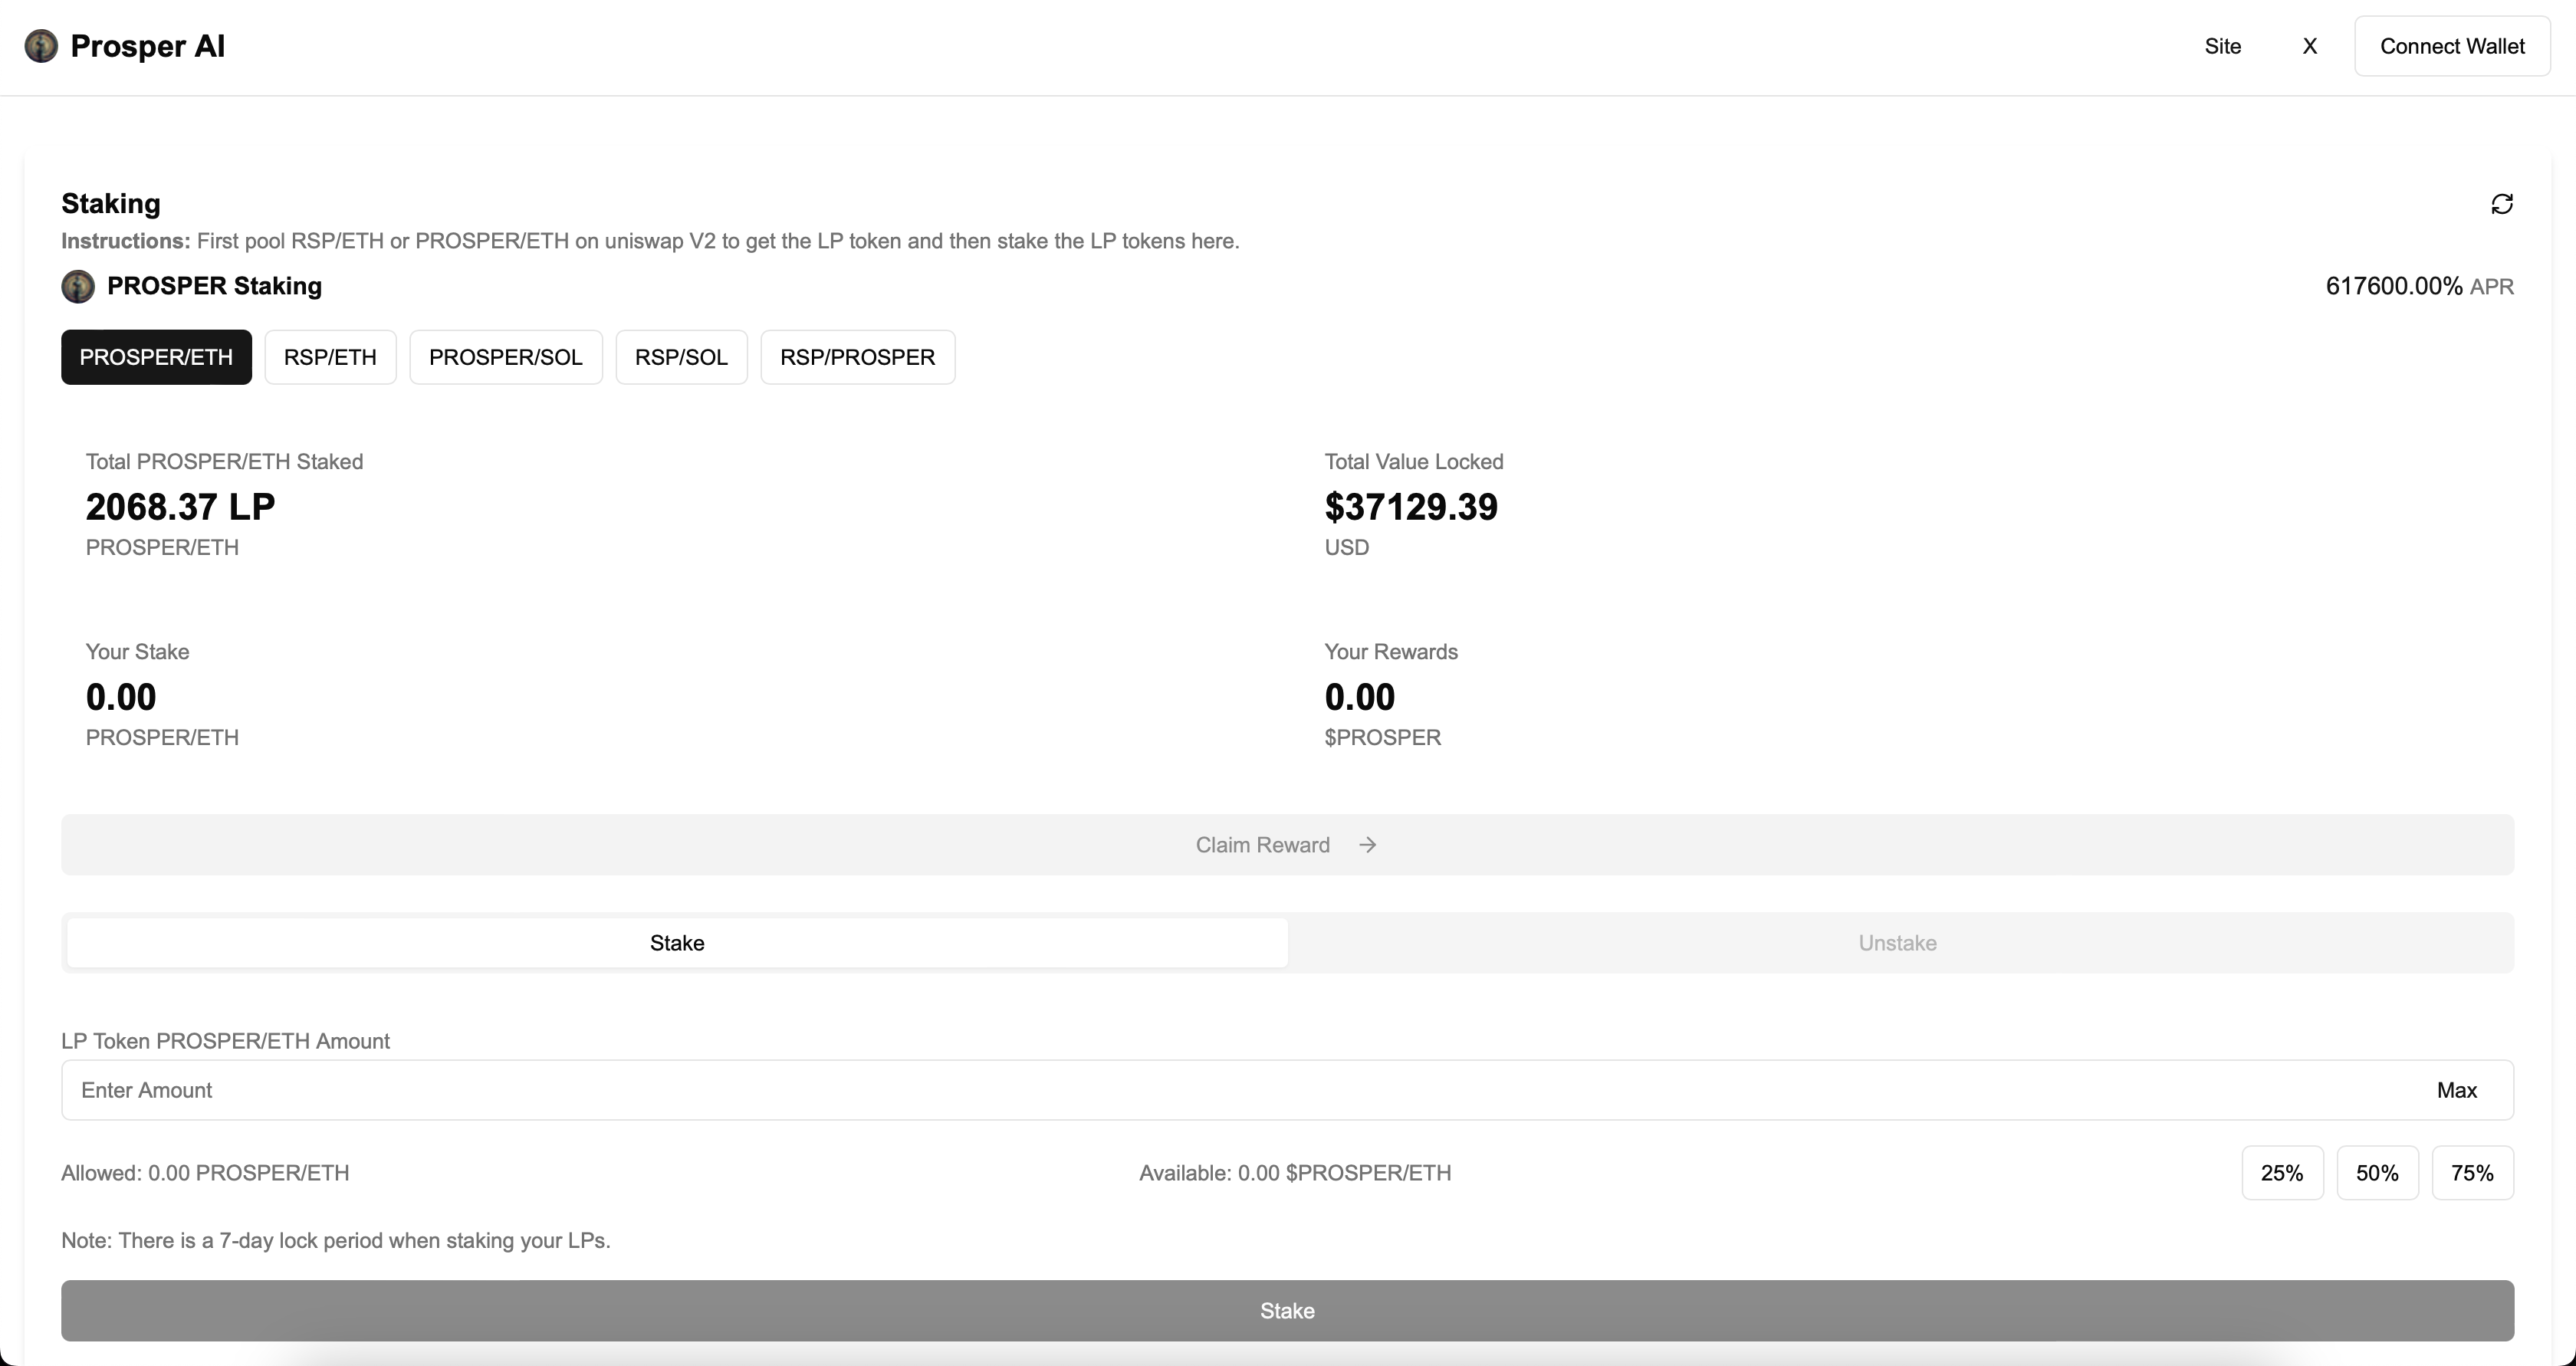 Prosper AI
Site
X
Connect Wallet
Staking
Instructions: First pool RSP/ETH or PROSPER/ETH on uniswap V2 to get the LP token and then stake the LP tokens here.
PROSPER Staking
617600.00% APR
PROSPER/ETH
RSP/ETH
PROSPER/SOL
RSP/SOL
RSP/PROSPER
Total PROSPER/ETH Staked
2068.37 LP
PROSPER/ETH
Total Value Locked
$37129.39
USD
Your Stake
0.00
PROSPER/ETH
Your Rewards
0.00
$PROSPER
Claim Reward →
Stake
Unstake
LP Token PROSPER/ETH Amount
Enter Amount
Max
Allowed: 0.00 PROSPER/ETH
Available: 0.00 $PROSPER/ETH
25%
50%
75%
Note: There is a 7-day lock period when staking your LPs.
Stake